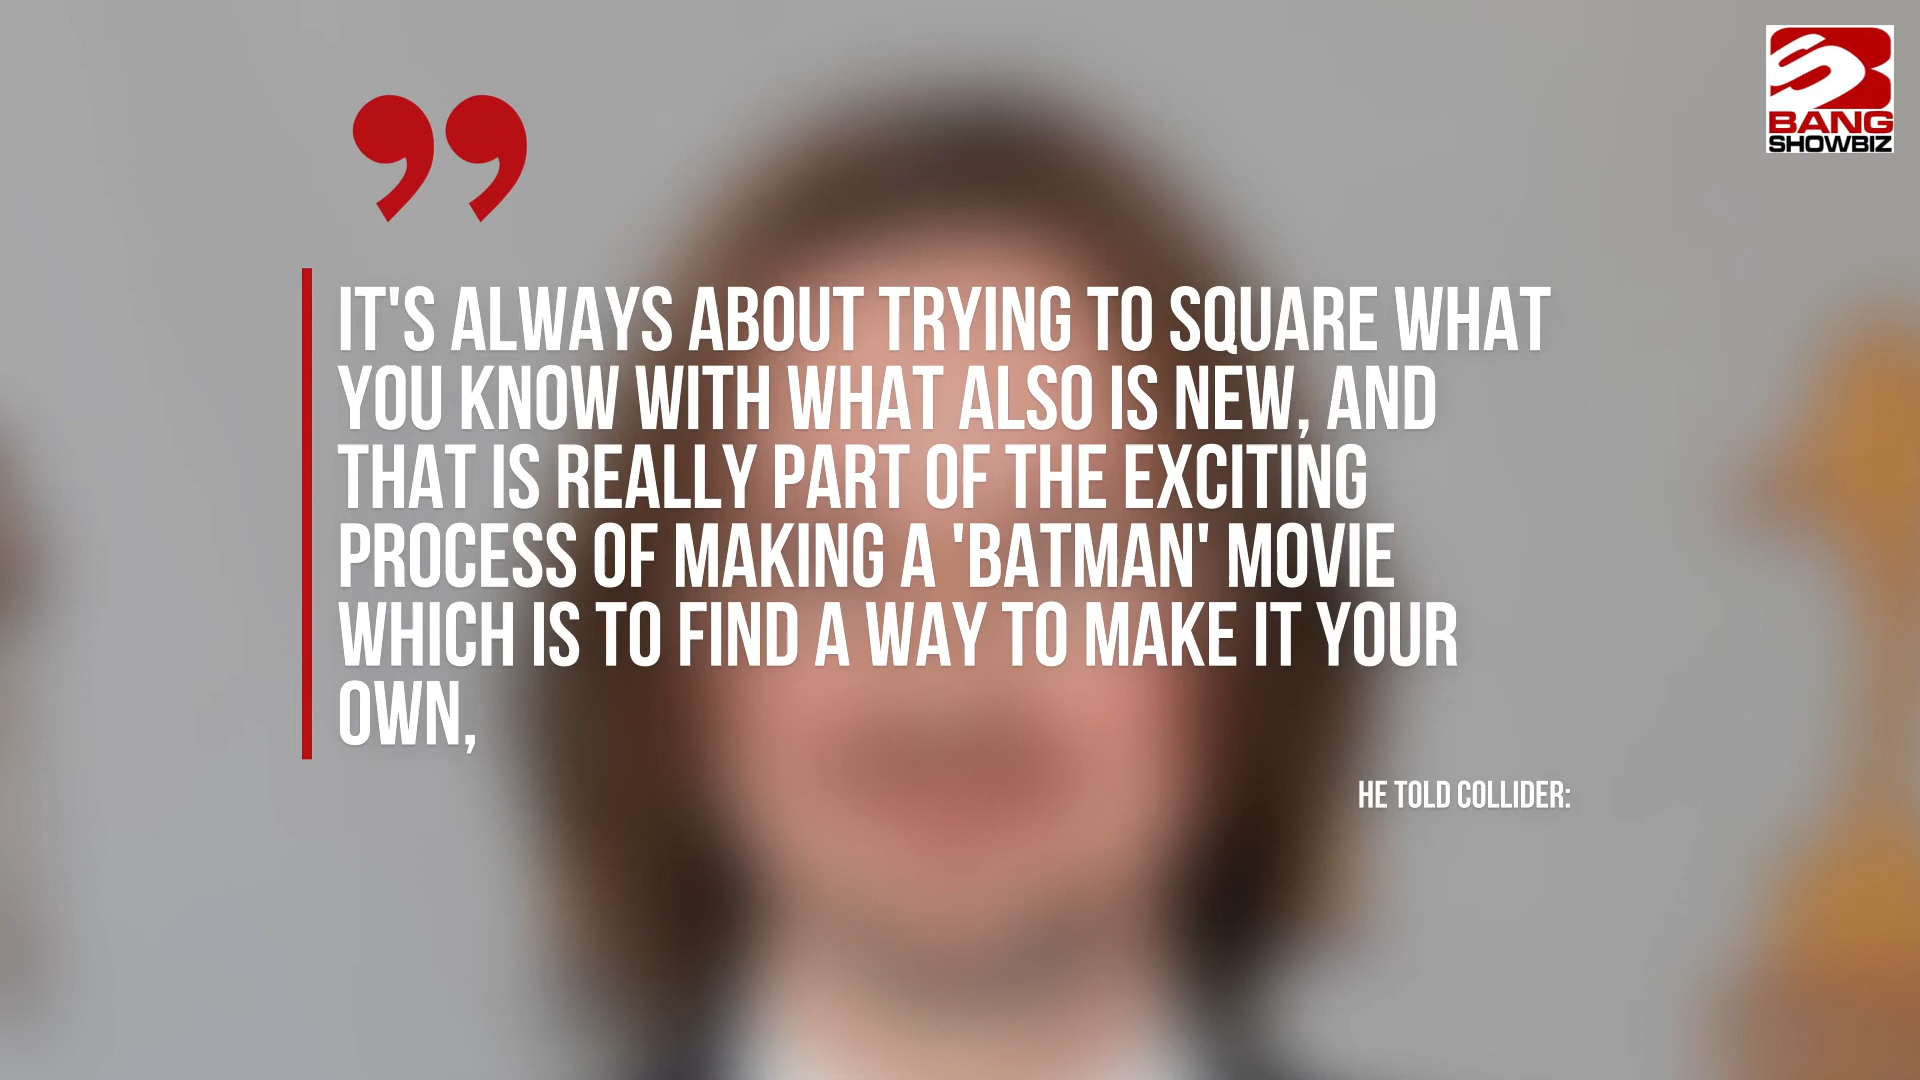 BANG
SHOWBIZ
IT'S ALWAYS ABOUT TRYING TO SQUARE WHAT
YOU KNOW WITH WHAT ALSO IS NEW, AND
THAT IS REALLY PART OF THE EXCITING
PROCESS OF MAKING A 'BATMAN' MOVIE
WHICH IS TO FIND A WAY TO MAKE IT YOUR
OWN,
HE TOLD COLLIDER: